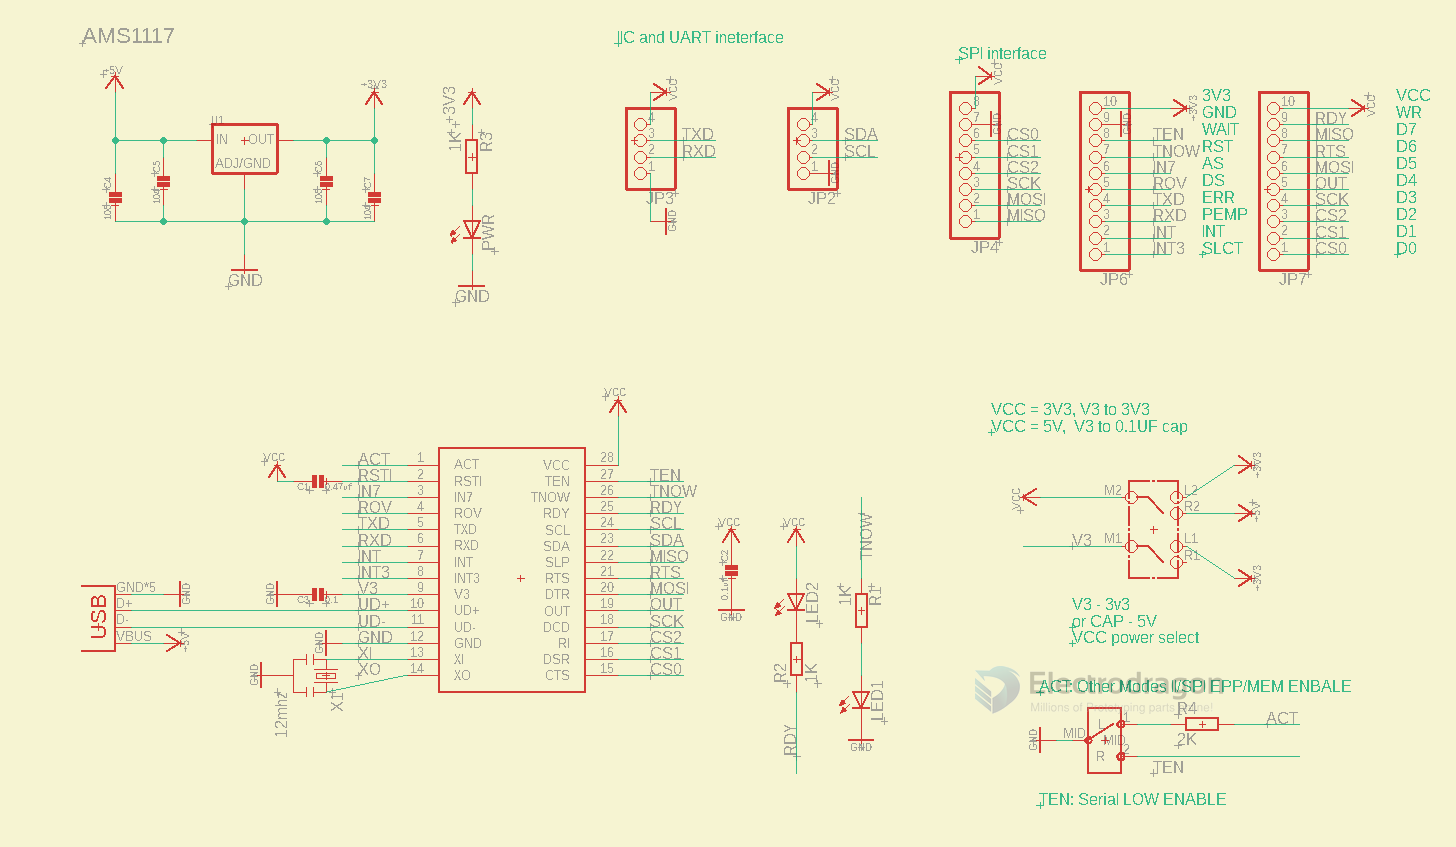 AMS1117
+5V
U1
IN
OUT
ADJ/GND
+3V3
C4
10u
C5
104
C6
104
C7
10u
GND
+3V3
1K
R3
PWR
GND
IIC and UART ineterface
VCC
4
3
2
1
TXD
RXD
JP3
GND
VCC
4
3
2
1
SDA
SCL
GND
JP2
SPI interface
VCC
8
7
6
5
4
3
2
1
GND
CS0
CS1
CS2
SCK
MOSI
MISO
JP4
10
9
8
7
6
5
4
3
2
1
3V3
GND
TEN
TNOW
IN7
ROV
TXD
RXD
INT
INT3
JP6
3V3
GND
WAIT
RST
AS
DS
ERR
PEMP
INT
SLCT
10
9
8
7
6
5
4
3
2
1
VCC
RDY
MISO
RTS
MOSI
OUT
SCK
CS2
CS1
CS0
JP7
VCC
WR
D7
D6
D5
D4
D3
D2
D1
D0
VCC
VCC
C1
0.47uf
ACT
RSTI
IN7
ROV
TXD
RXD
INT
INT3
V3
UD+
UD-
GND
XI
XO
1
2
3
4
5
6
7
8
9
10
11
12
13
14
ACT
RSTI
IN7
ROV
TXD
RXD
INT
INT3
V3
UD+
UD-
GND
XI
XO
VCC
TEN
TNOW
RDY
SCL
SDA
SLP
RTS
DTR
OUT
DCD
RI
DSR
CTS
28
27
26
25
24
23
22
21
20
19
18
17
16
15
TEN
TNOW
RDY
SCL
SDA
MISO
RTS
MOSI
OUT
SCK
CS2
CS1
CS0
USB
GND*5
D+
D-
VBUS
GND
+5V
GND
C3
0.1
GND
GND
12mhz
X1
VCC
C2
0.1uf
GND
VCC
LED2
R2
1K
RDY
TNOW
1K
R1
LED1
GND
VCC = 3V3, V3 to 3V3
VCC = 5V, V3 to 0.1UF cap
VCC
V3
M2
M1
L2
R2
L1
R1
+3V3
+5V
+3V3
V3 - 3v3
or CAP - 5V
VCC power select
Electrodragon
Millions of Prototyping parts online!
ACT: Other Modes I/SPI EPP/MEM ENBALE
GND
MID
L
MID
R
1
2
R4
2K
ACT
TEN
TEN: Serial LOW ENABLE